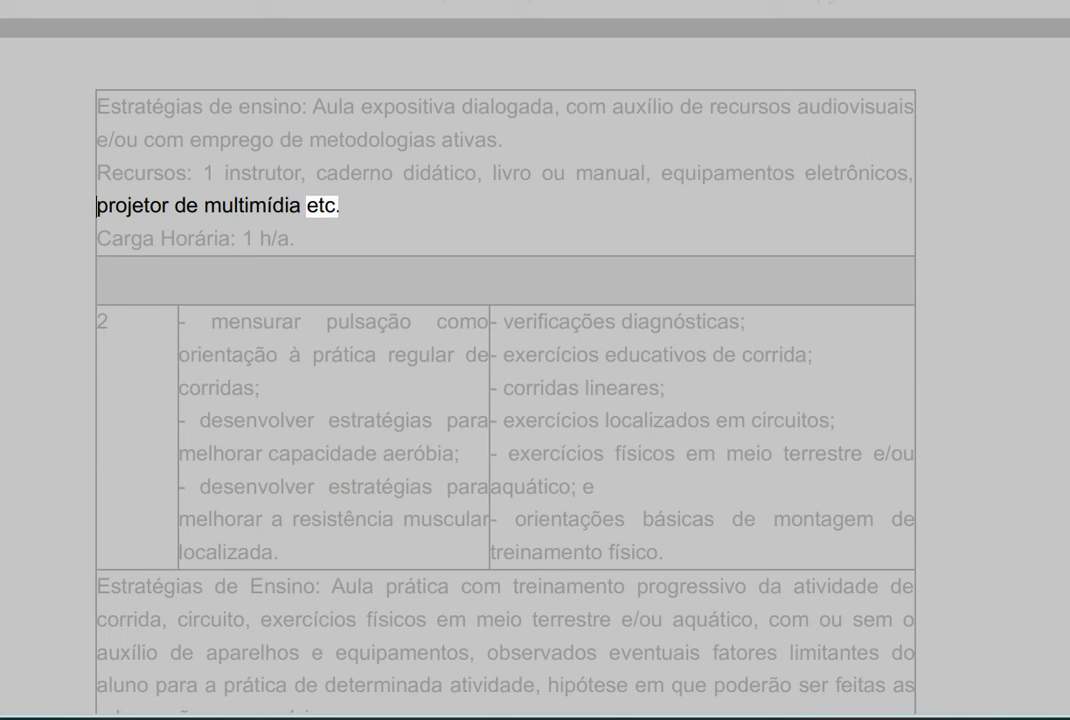 Estratégias de ensino: Aula expositiva dialogada, com auxílio de recursos audiovisuais
e/ou com emprego de metodologias ativas.
Recursos: 1 instrutor, caderno didático, livro ou manual, equipamentos eletrônicos,
projetor de multimídia etc.
Carga Horária: 1 h/a.
2
- mensurar pulsação como
orientação à prática regular de
corridas;
- desenvolver estratégias para
melhorar capacidade aeróbia;
- desenvolver estratégias para
melhorar a resistência muscular
localizada.
- verificações diagnósticas;
- exercícios educativos de corrida;
- corridas lineares;
- exercícios localizados em circuitos;
- exercícios físicos em meio terrestre e/ou
aquático; e
- orientações básicas de montagem de
treinamento físico.
Estratégias de Ensino: Aula prática com treinamento progressivo da atividade de
corrida, circuito, exercícios físicos em meio terrestre e/ou aquático, com ou sem o
auxílio de aparelhos e equipamentos, observados eventuais fatores limitantes do
aluno para a prática de determinada atividade, hipótese em que poderão ser feitas as